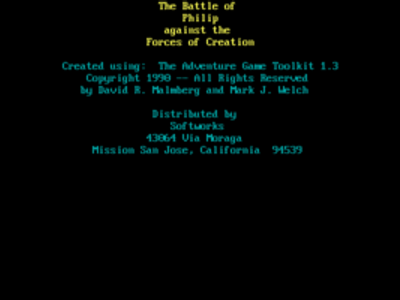 The Battle of
Philip
against the
Forces of Creation
Created using:  The Adventure Game Toolkit 1.3
Copyright 1990 -- All Rights Reserved
by David R. Malmberg and Mark J. Welch
Distributed by
Softworks
43064 Via Moraga
Mission San Jose, California  94539